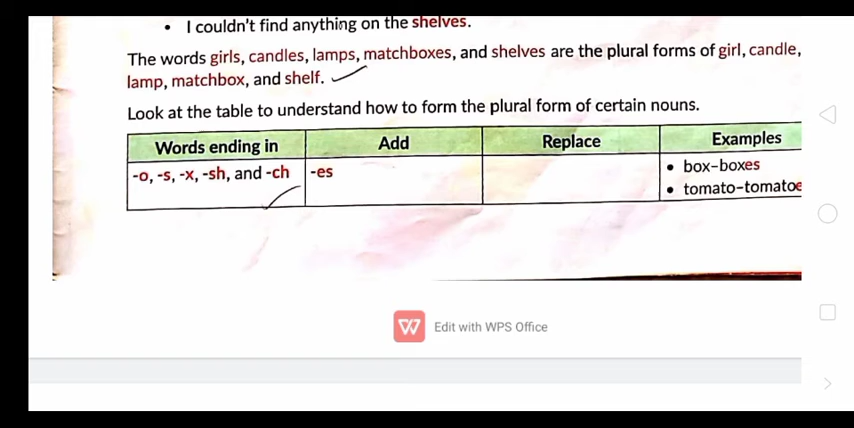 • I couldn't find anything on the shelves.
The words girls, candles, lamps, matchboxes, and shelves are the plural forms of girl, candle,
lamp, matchbox, and shelf.
Look at the table to understand how to form the plural form of certain nouns.
Words ending in Add Replace Examples
-o, -s, -x, -sh, and -ch -es • box–boxes
• tomato–tomatoe
Edit with WPS Office